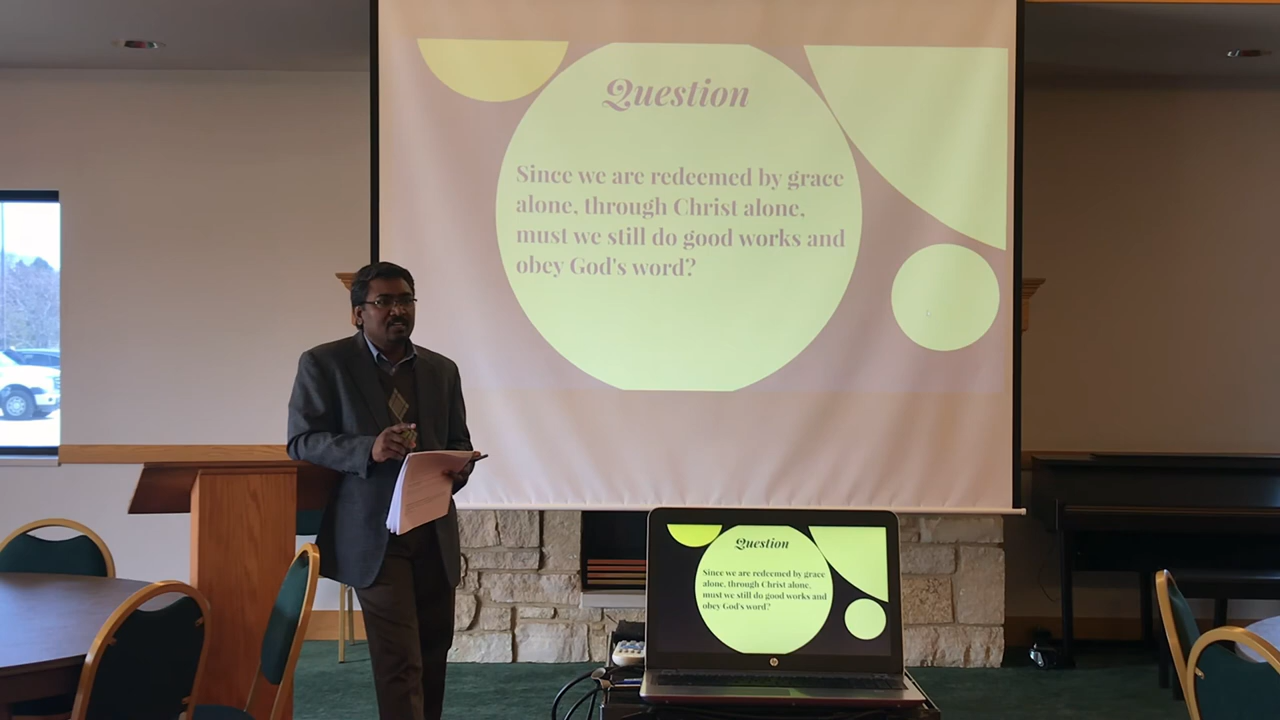 Question
Since we are redeemed by grace
alone, through Christ alone,
must we still do good works and
obey God's word?
Question
Since we are redeemed by grace
alone, through Christ alone,
must we still do good works and
obey God's word?
hp